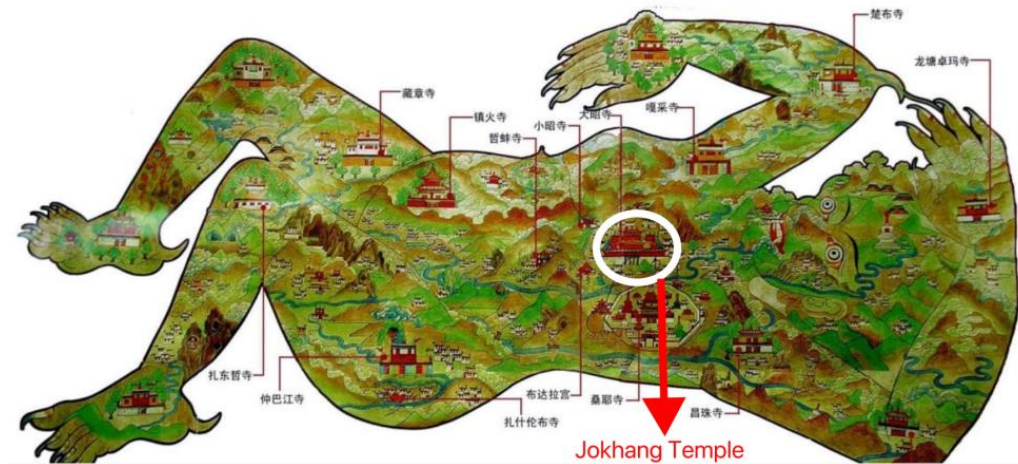 楚布寺
龙塘卓玛寺
藏章寺
镇火寺
哲蚌寺
小昭寺
大昭寺
嘎采寺
扎东哲寺
仲巴江寺
扎什伦布寺
布达拉宫
桑耶寺
昌珠寺
Jokhang Temple